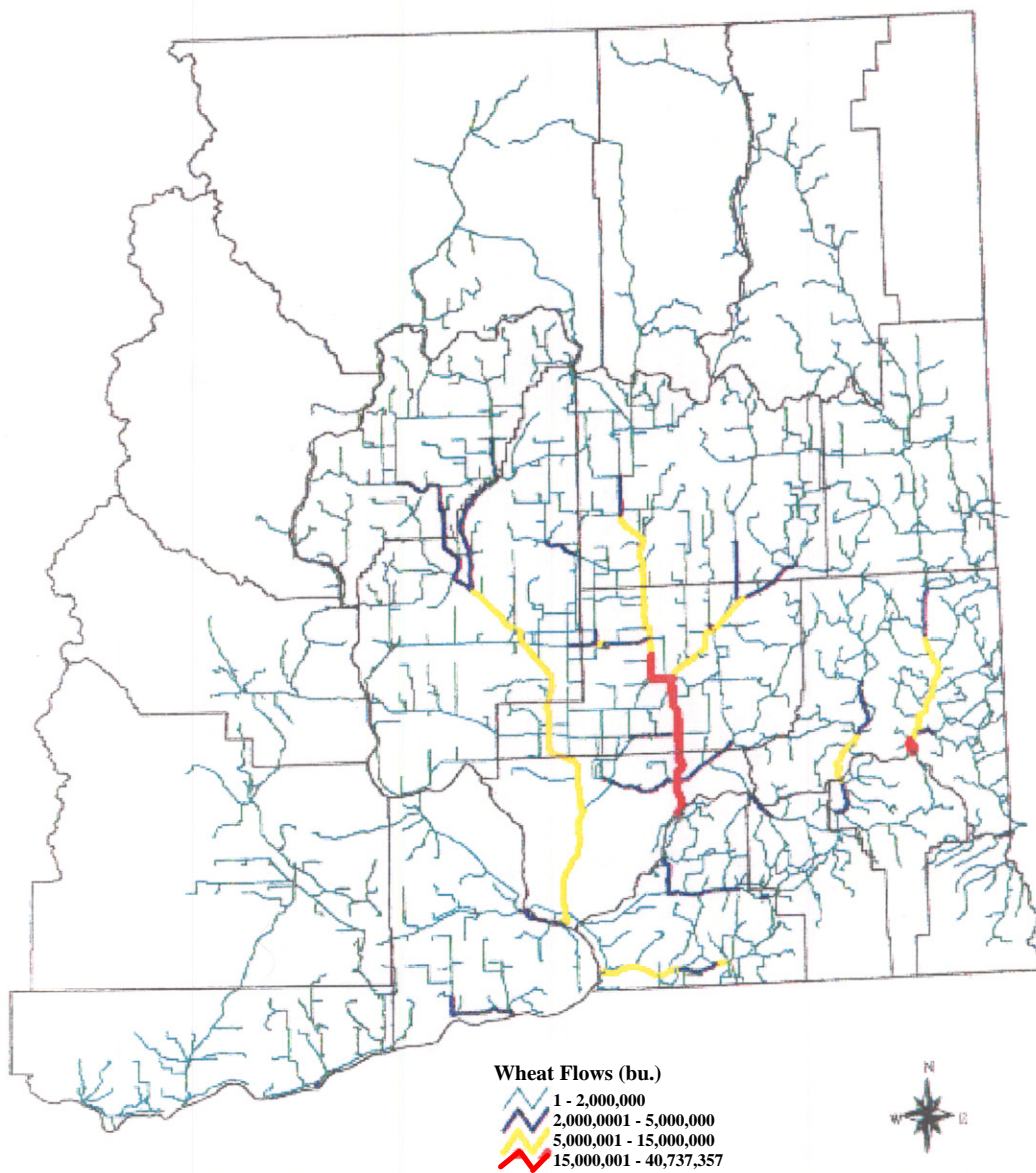 Wheat Flows (bu.)
1 - 2,000,000
2,000,0001 - 5,000,000
5,000,001 - 15,000,000
15,000,001 - 40,737,357
N
W E
S